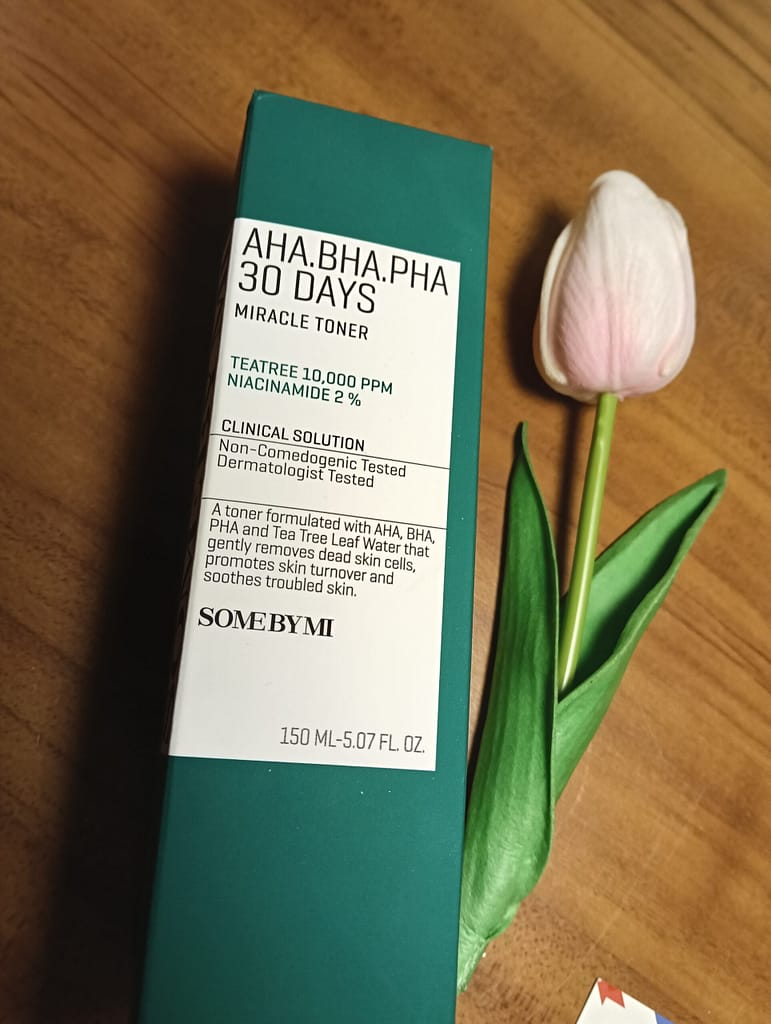 AHA.BHA.PHA
30 DAYS
MIRACLE TONER
TEATREE 10,000 PPM
NIACINAMIDE 2 %
CLINICAL SOLUTION
Non-Comedogenic Tested
Dermatologist Tested
A toner formulated with AHA, BHA,
PHA and Tea Tree Leaf Water that
gently removes dead skin cells,
promotes skin turnover and
soothes troubled skin.
SOME BY MI
150 ML-5.07 FL. OZ.